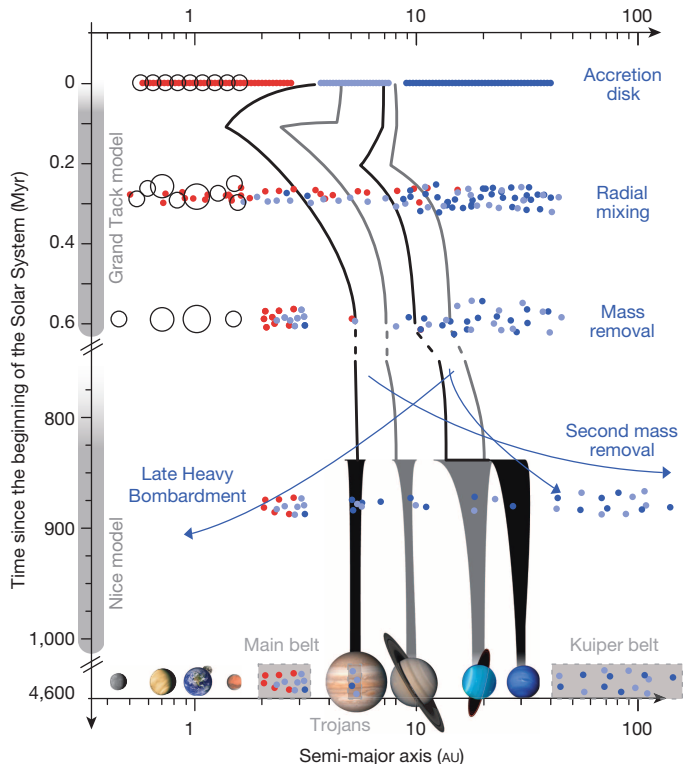 1
10
100
0
Accretion
disk
0.2
Radial
mixing
Grand Tack model
0.4
0.6
Mass
removal
Time since the beginning of the Solar System (Myr)
800
Second mass
removal
Late Heavy
Bombardment
900
Nice model
1,000
Main belt
Kuiper belt
4,600
Trojans
1
10
100
Semi-major axis (AU)